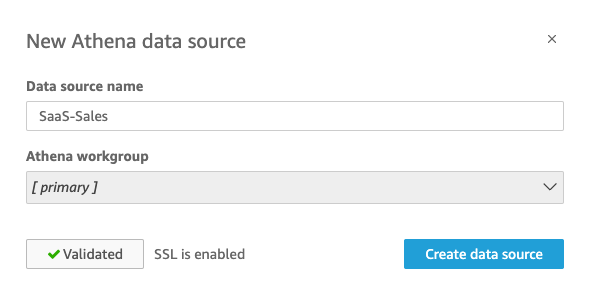 New Athena data source
Data source name
SaaS-Sales
Athena workgroup
[ primary ]
Validated SSL is enabled Create data source